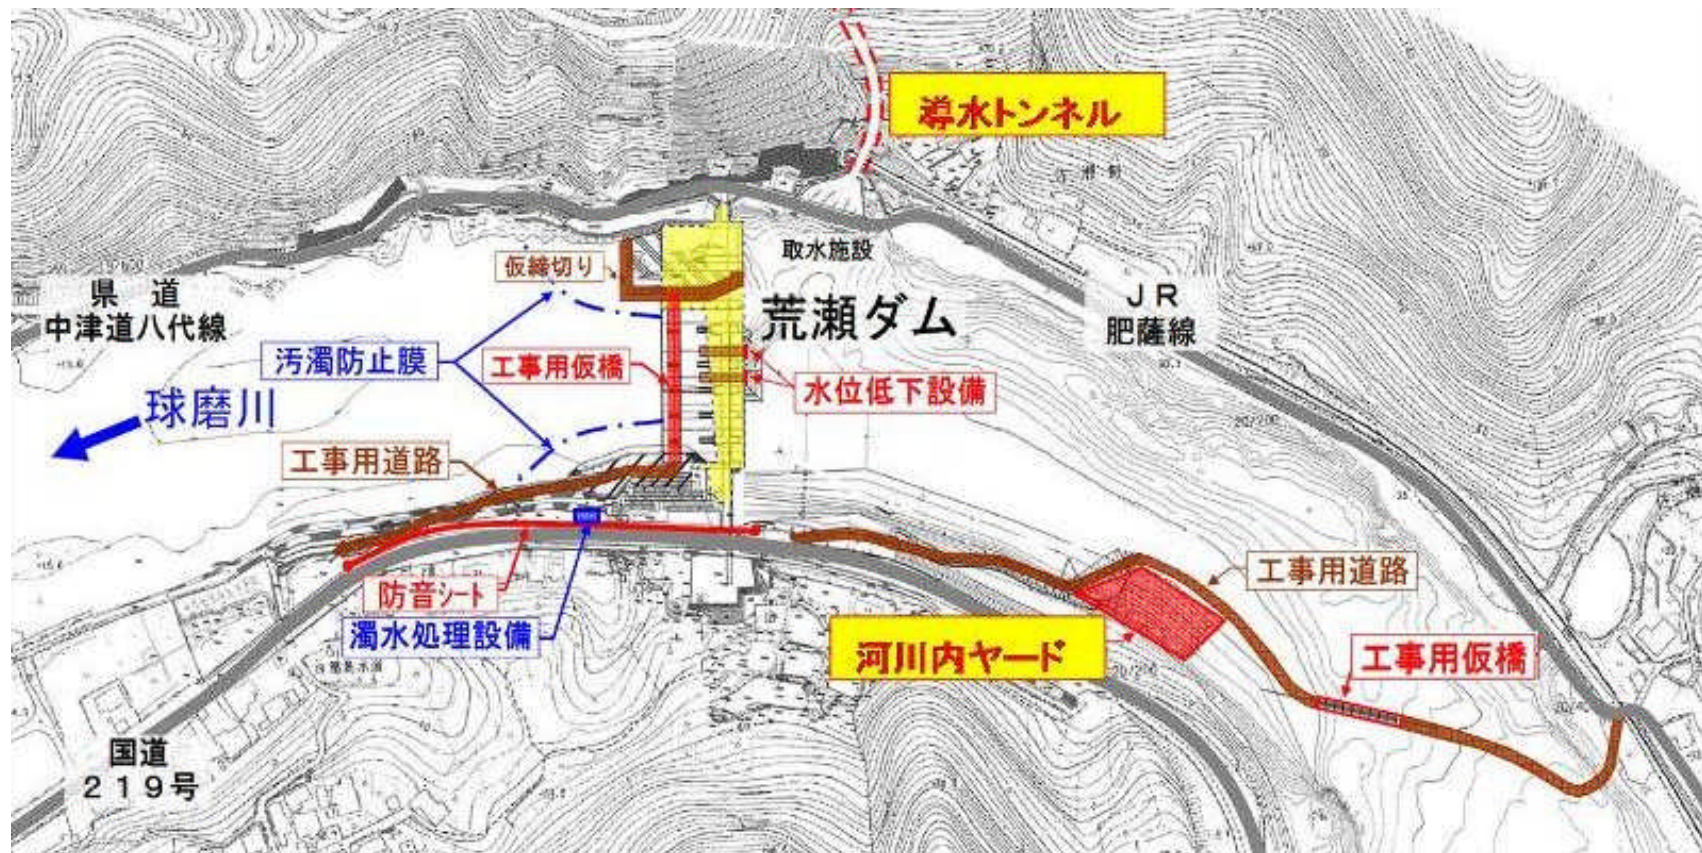 導水トンネル
取水施設
仮締切り
県 道
中津道八代線
荒瀬ダム
JR
肥薩線
汚濁防止膜
工事用仮橋
水位低下設備
球磨川
工事用道路
防音シート
濁水処理設備
工事用道路
河川内ヤード
工事用仮橋
国道
219号